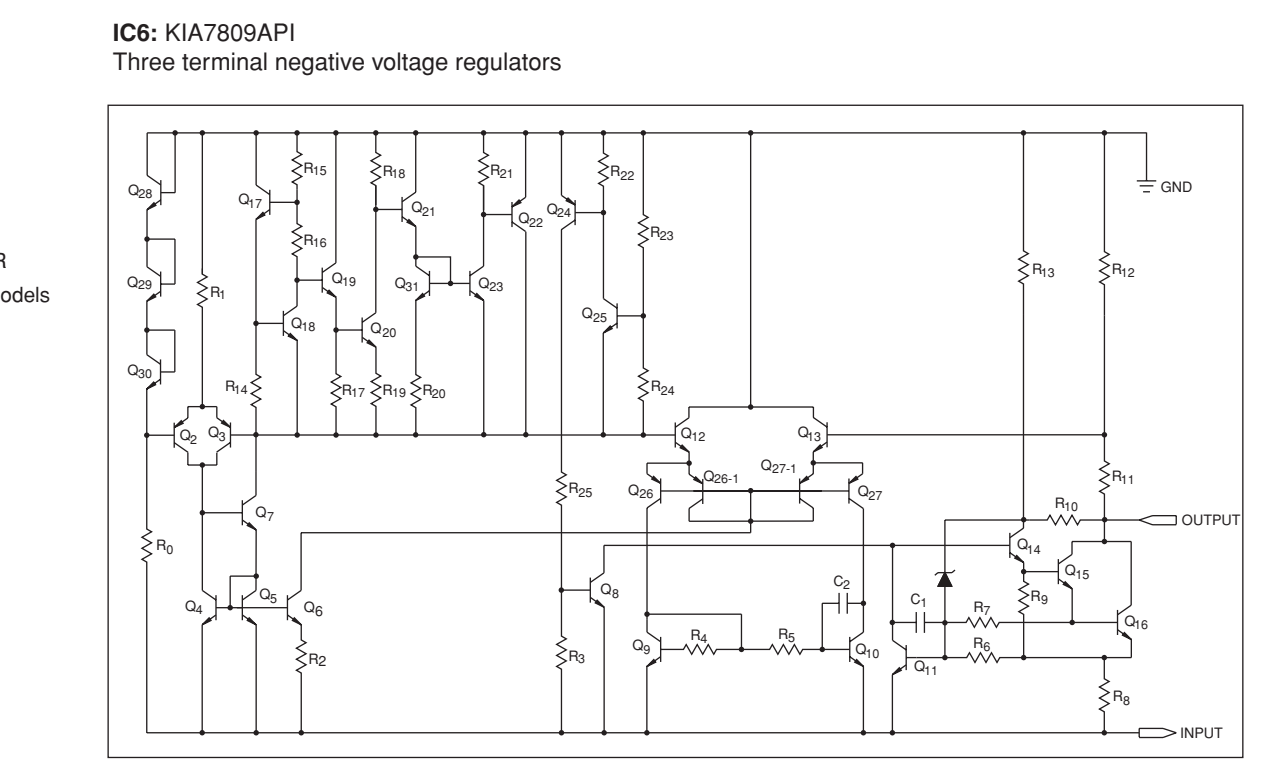 IC6: KIA7809API
Three terminal negative voltage regulators
R
odels
Q28
Q29
Q30
R0
R1
Q2
Q3
Q4
Q5
Q6
Q7
R2
Q17
R14
R15
R16
Q18
Q19
R17
R18
Q20
R19
Q21
Q31
R20
R21
Q23
Q22
Q24
R22
Q25
R23
R24
R25
R3
Q8
Q12
Q13
Q26
Q26-1
Q27-1
Q27
Q9
R4
R5
C2
Q10
C1
Q11
R13
R12
GND
R11
R10
OUTPUT
Q14
Q15
R9
R7
R6
Q16
R8
INPUT